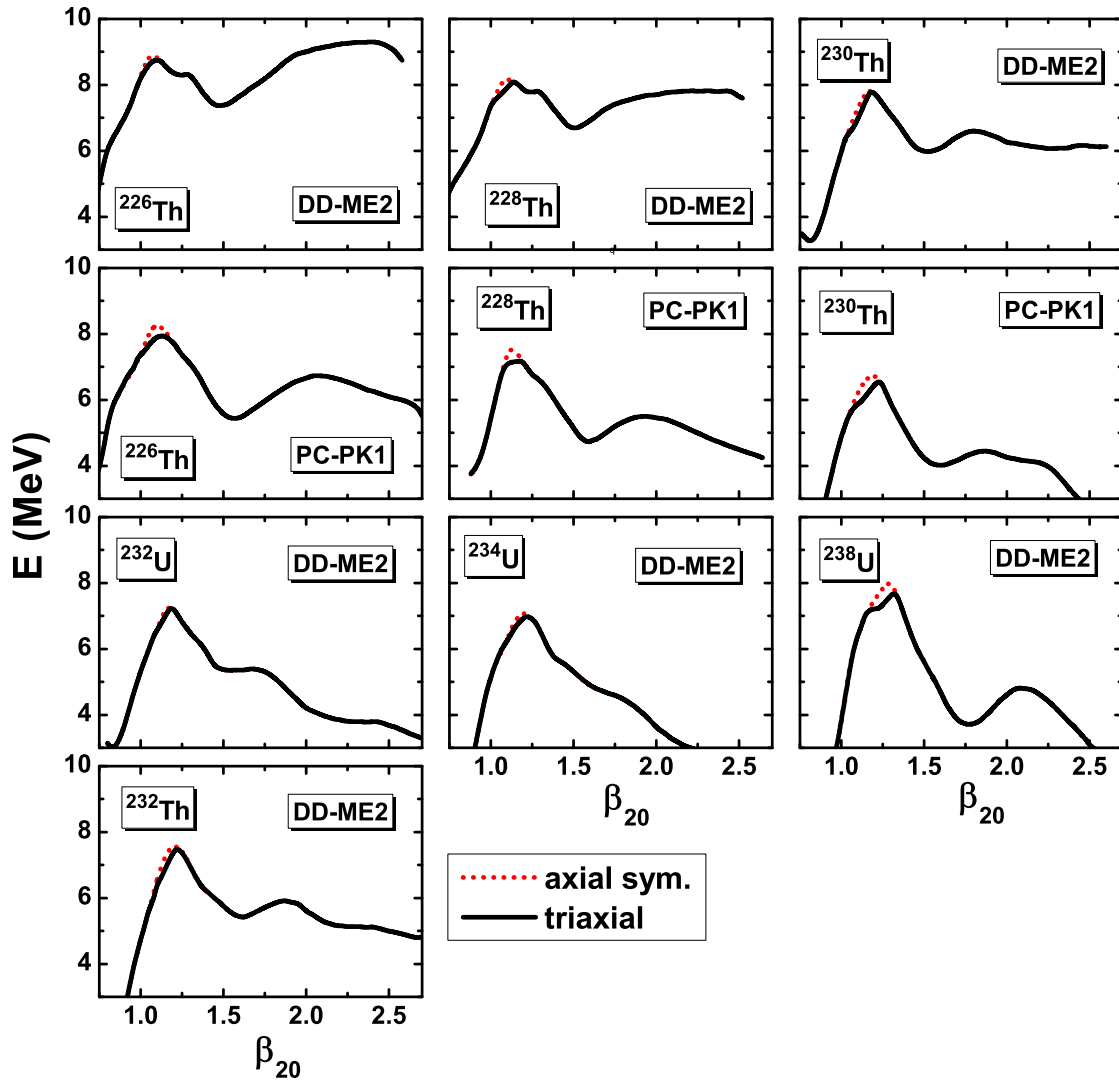 10
8
6
4
²²⁶Th
DD-ME2
²²⁸Th
DD-ME2
²³⁰Th
DD-ME2
10
8
6
4
²²⁶Th
PC-PK1
²²⁸Th
PC-PK1
²³⁰Th
PC-PK1
E (MeV)
10
8
6
4
²³²U
DD-ME2
²³⁴U
DD-ME2
²³⁸U
DD-ME2
1.0 1.5 2.0 2.5
1.0 1.5 2.0 2.5
β₂₀
β₂₀
10
8
6
4
²³²Th
DD-ME2
1.0 1.5 2.0 2.5
β₂₀
axial sym.
triaxial